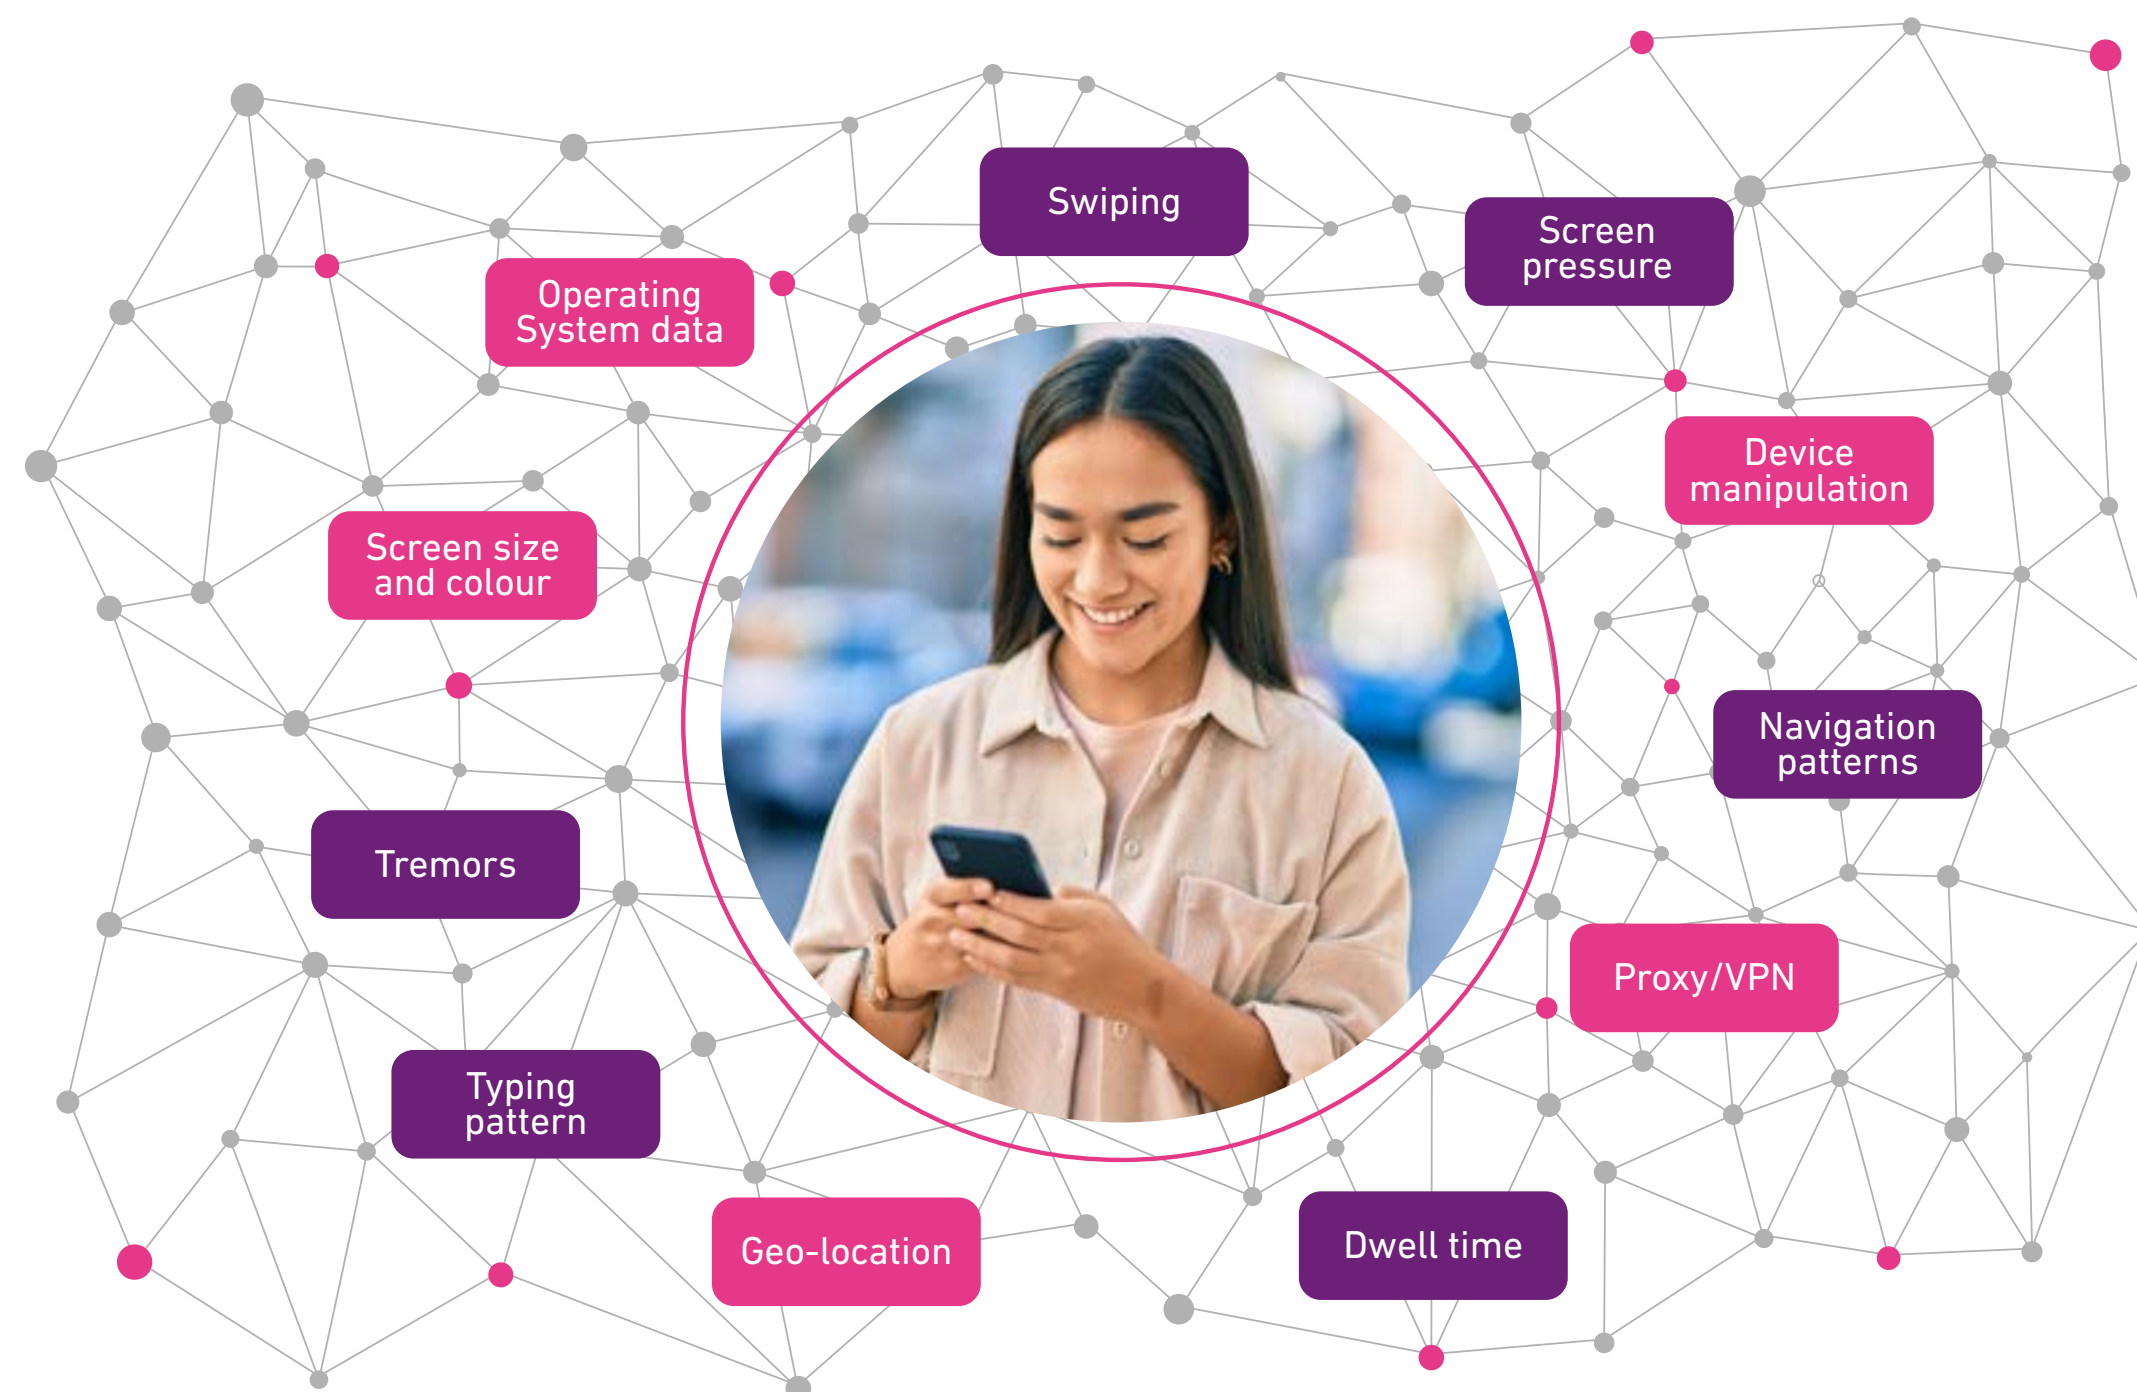 Swiping
Screen
pressure
Operating
System data
Device
manipulation
Screen size
and colour
Navigation
patterns
Tremors
Proxy/VPN
Typing
pattern
Geo-location
Dwell time